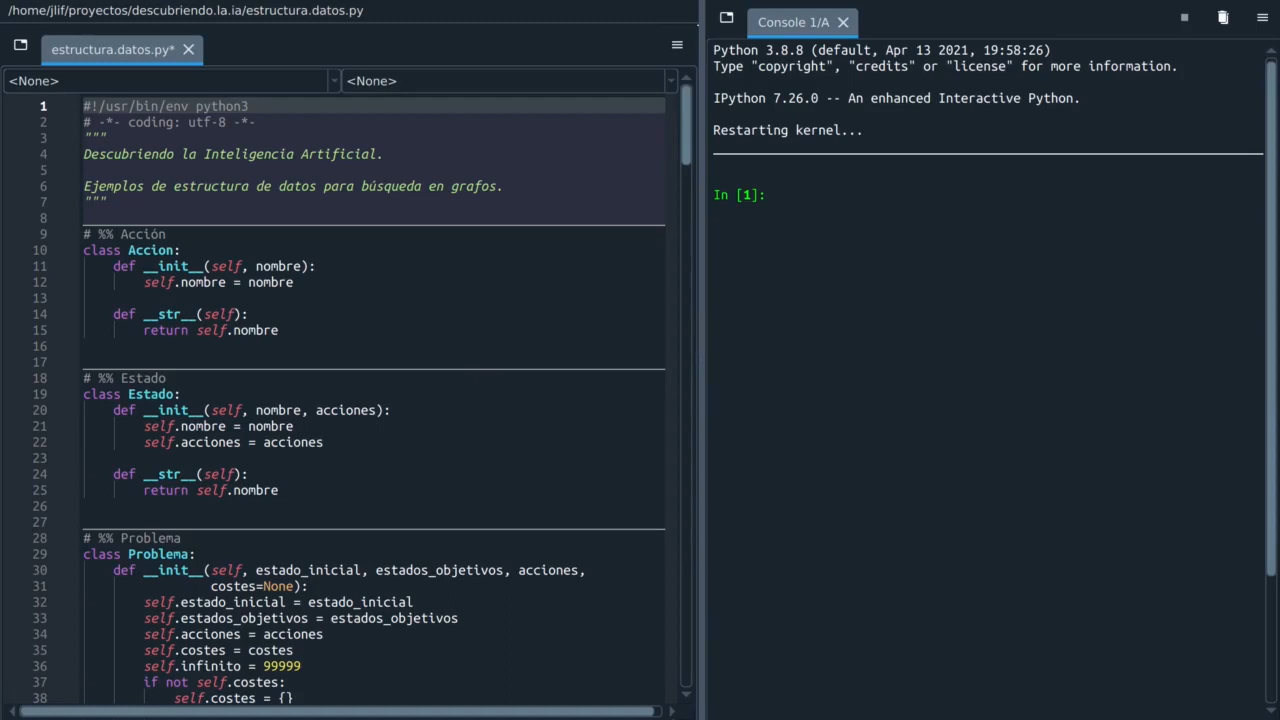 /home/jlif/proyectos/descubriendo.la.ia/estructura.datos.py
estructura.datos.py*
<None>
<None>
1 #!/usr/bin/env python3
2 # -*- coding: utf-8 -*-
3 """
4 Descubriendo la Inteligencia Artificial.
5
6 Ejemplos de estructura de datos para búsqueda en grafos.
7 """
8
9 # %% Acción
10 class Accion:
11     def __init__(self, nombre):
12         self.nombre = nombre
13
14     def __str__(self):
15         return self.nombre
16
17
18 # %% Estado
19 class Estado:
20     def __init__(self, nombre, acciones):
21         self.nombre = nombre
22         self.acciones = acciones
23
24     def __str__(self):
25         return self.nombre
26
27
28 # %% Problema
29 class Problema:
30     def __init__(self, estado_inicial, estados_objetivos, acciones,
31                  costes=None):
32         self.estado_inicial = estado_inicial
33         self.estados_objetivos = estados_objetivos
34         self.acciones = acciones
35         self.costes = costes
36         self.infinito = 99999
37         if not self.costes:
38             self.costes = {}
Console 1/A
Python 3.8.8 (default, Apr 13 2021, 19:58:26)
Type "copyright", "credits" or "license" for more information.
IPython 7.26.0 -- An enhanced Interactive Python.
Restarting kernel...
In [1]: